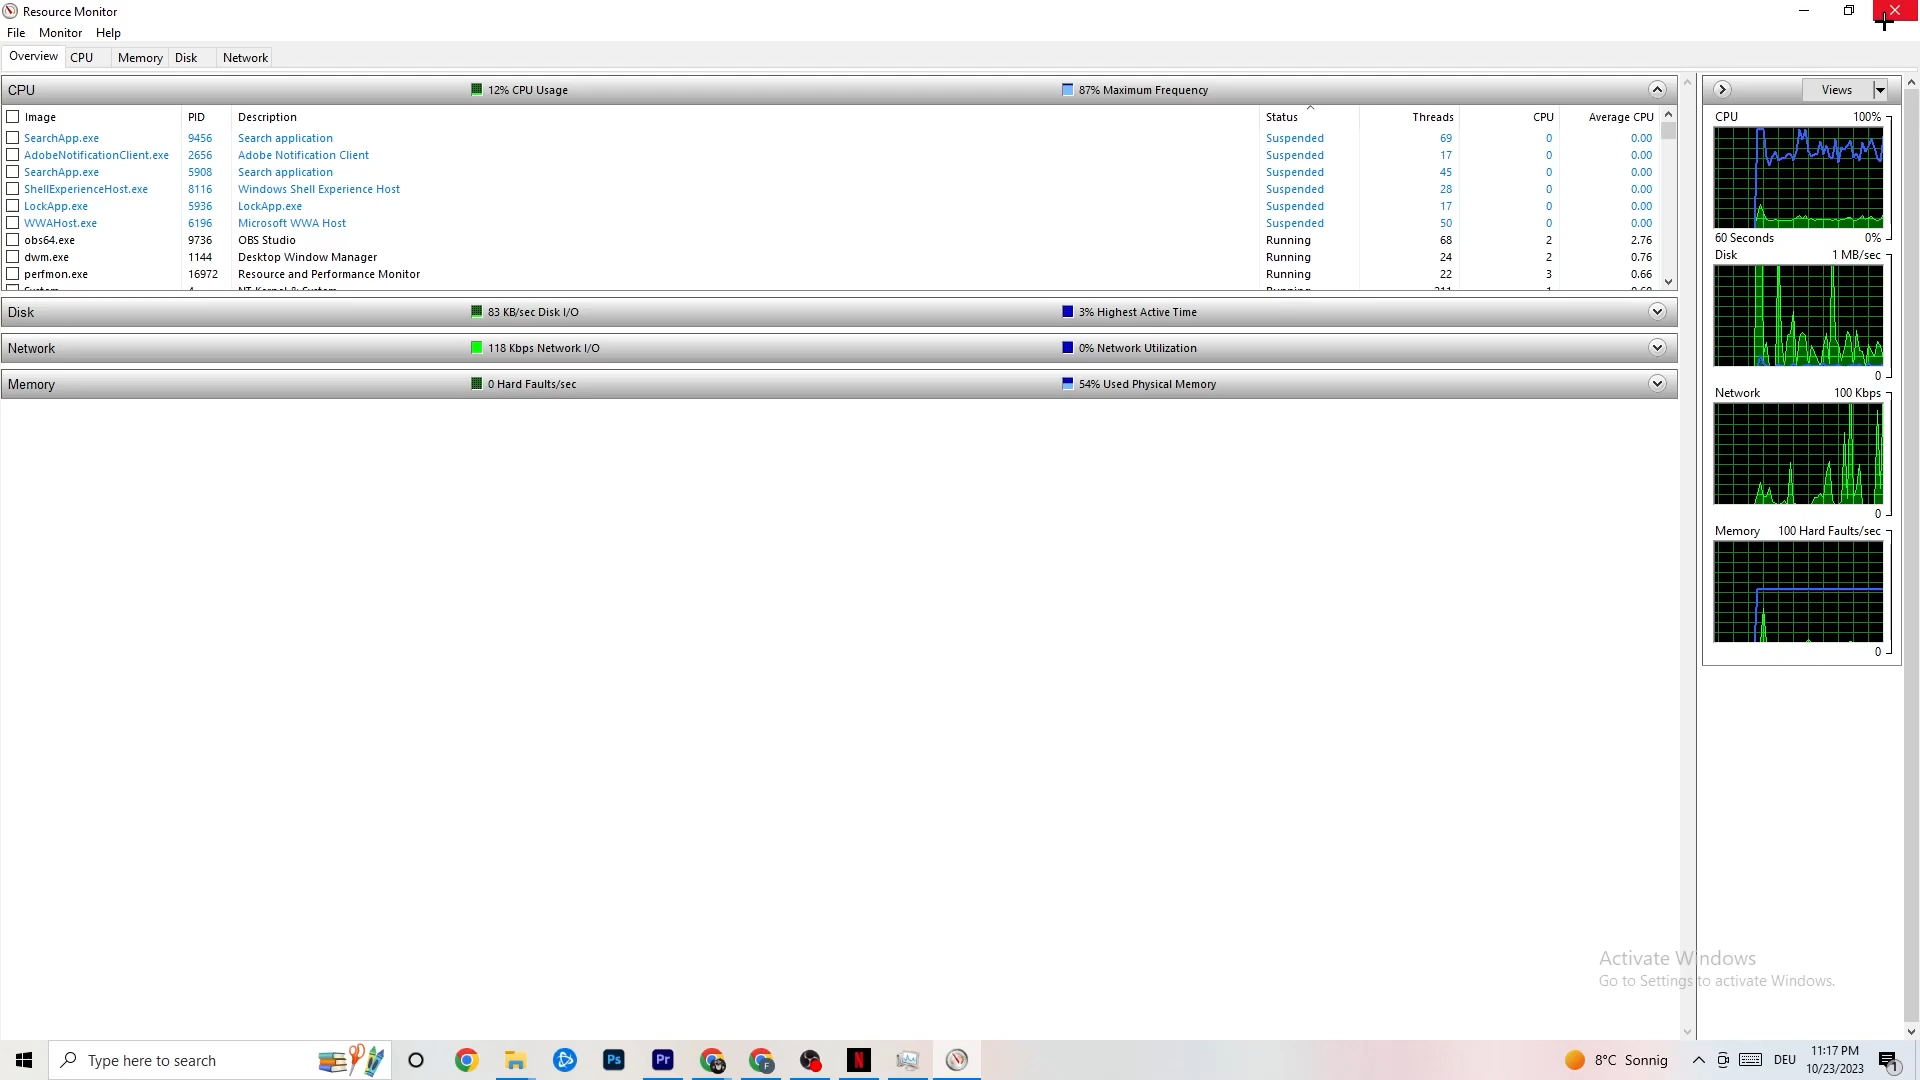 Resource Monitor
File Monitor Help
Overview CPU Memory Disk Network
CPU 12% CPU Usage 87% Maximum Frequency
Image PID Description Status Threads CPU Average CPU
SearchApp.exe 9456 Search application Suspended 69 0 0.00
AdobeNotificationClient.exe 2656 Adobe Notification Client Suspended 17 0 0.00
SearchApp.exe 5908 Search application Suspended 45 0 0.00
ShellExperienceHost.exe 8116 Windows Shell Experience Host Suspended 28 0 0.00
LockApp.exe 5936 LockApp.exe Suspended 17 0 0.00
WWAHost.exe 6196 Microsoft WWA Host Suspended 50 0 0.00
obs64.exe 9736 OBS Studio Running 68 2 2.76
dwm.exe 1144 Desktop Window Manager Running 24 2 0.76
perfmon.exe 16972 Resource and Performance Monitor Running 22 3 0.66
Disk 83 KB/sec Disk I/O 3% Highest Active Time
Network 118 Kbps Network I/O 0% Network Utilization
Memory 0 Hard Faults/sec 54% Used Physical Memory
Views
CPU 100%
60 Seconds 0%
Disk 1 MB/sec
0
Network 100 Kbps
0
Memory 100 Hard Faults/sec
0
Activate Windows
Go to Settings to activate Windows.
Type here to search
Ps
Pr
F
N
8°C Sonnig
DEU
11:17 PM
10/23/2023
1